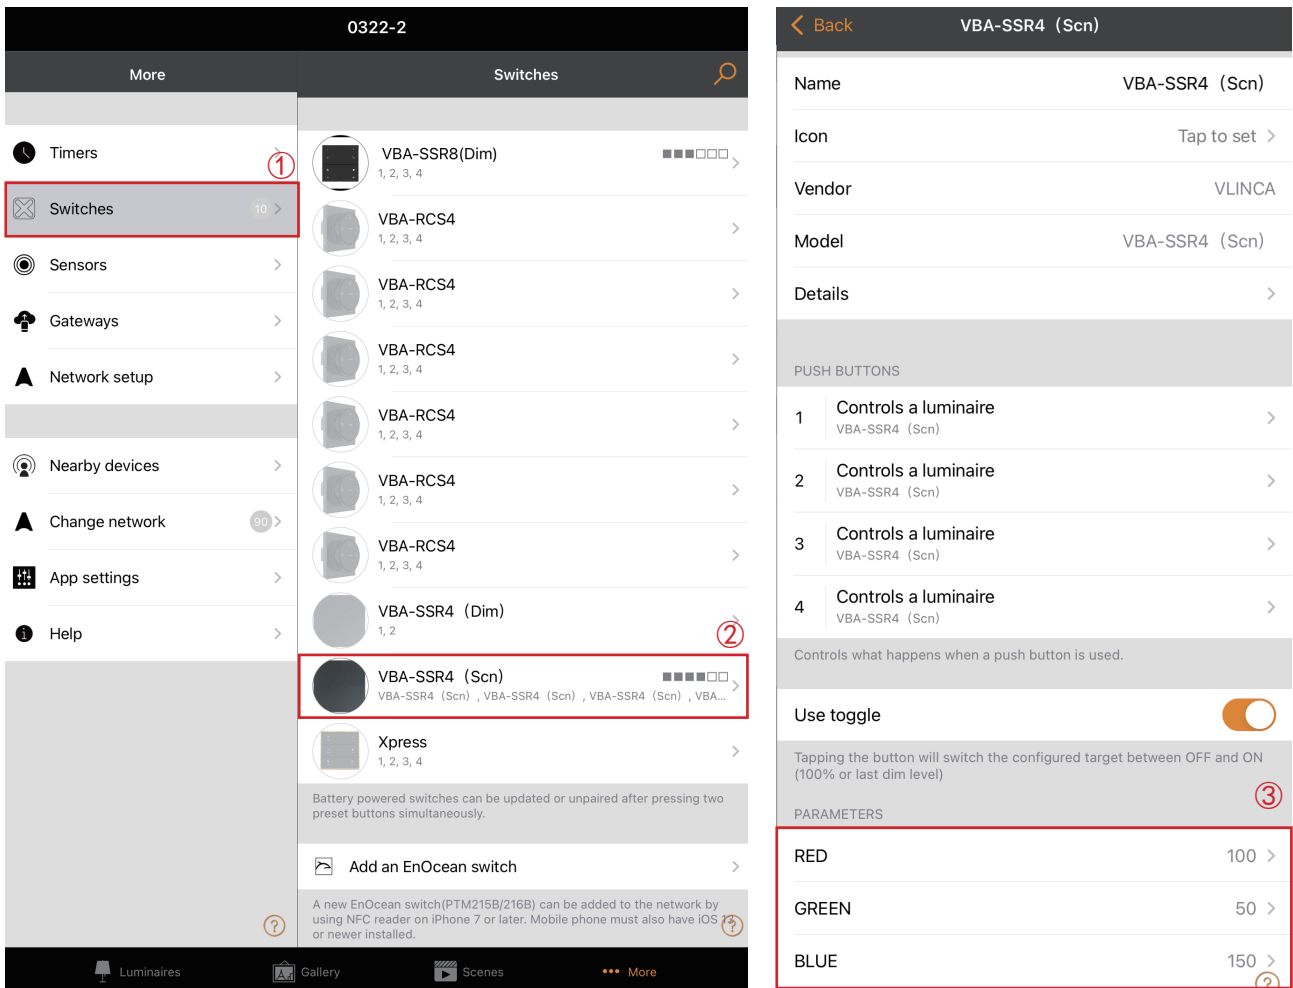 0322-2
More
Timers
①
Switches
10
Sensors
Gateways
Network setup
Nearby devices
Change network
90
App settings
Help
?
Switches
VBA-SSR8(Dim)
1, 2, 3, 4
VBA-RCS4
1, 2, 3, 4
VBA-RCS4
1, 2, 3, 4
VBA-RCS4
1, 2, 3, 4
VBA-RCS4
1, 2, 3, 4
VBA-RCS4
1, 2, 3, 4
VBA-RCS4
1, 2, 3, 4
VBA-SSR4（Dim）
1, 2
②
VBA-SSR4（Scn）
VBA-SSR4（Scn）, VBA-SSR4（Scn）, VBA-SSR4（Scn）, VBA...
Xpress
1, 2, 3, 4
Battery powered switches can be updated or unpaired after pressing two
preset buttons simultaneously.
Add an EnOcean switch
A new EnOcean switch(PTM215B/216B) can be added to the network by
using NFC reader on iPhone 7 or later. Mobile phone must also have iOS 13
or newer installed.
?
Luminaires
Gallery
Scenes
More
Back
VBA-SSR4（Scn）
Name
VBA-SSR4（Scn）
Icon
Tap to set
Vendor
VLINCA
Model
VBA-SSR4（Scn）
Details
PUSH BUTTONS
1 Controls a luminaire
VBA-SSR4（Scn）
2 Controls a luminaire
VBA-SSR4（Scn）
3 Controls a luminaire
VBA-SSR4（Scn）
4 Controls a luminaire
VBA-SSR4（Scn）
Controls what happens when a push button is used.
Use toggle
Tapping the button will switch the configured target between OFF and ON
(100% or last dim level)
③
PARAMETERS
RED 100
GREEN 50
BLUE 150
?